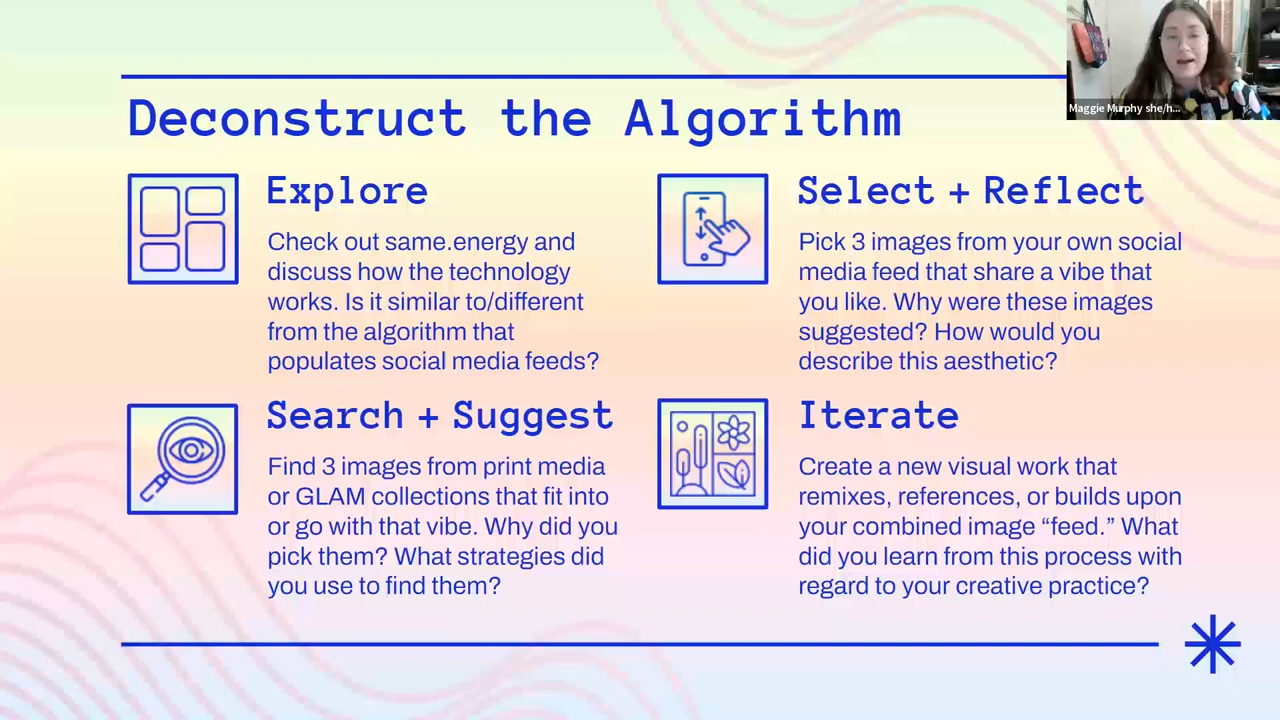 Maggie Murphy she/h...
Deconstruct the Algorithm
Explore
Check out same.energy and
discuss how the technology
works. Is it similar to/different
from the algorithm that
populates social media feeds?
Select + Reflect
Pick 3 images from your own social
media feed that share a vibe that
you like. Why were these images
suggested? How would you
describe this aesthetic?
Search + Suggest
Find 3 images from print media
or GLAM collections that fit into
or go with that vibe. Why did you
pick them? What strategies did
you use to find them?
Iterate
Create a new visual work that
remixes, references, or builds upon
your combined image “feed.” What
did you learn from this process with
regard to your creative practice?